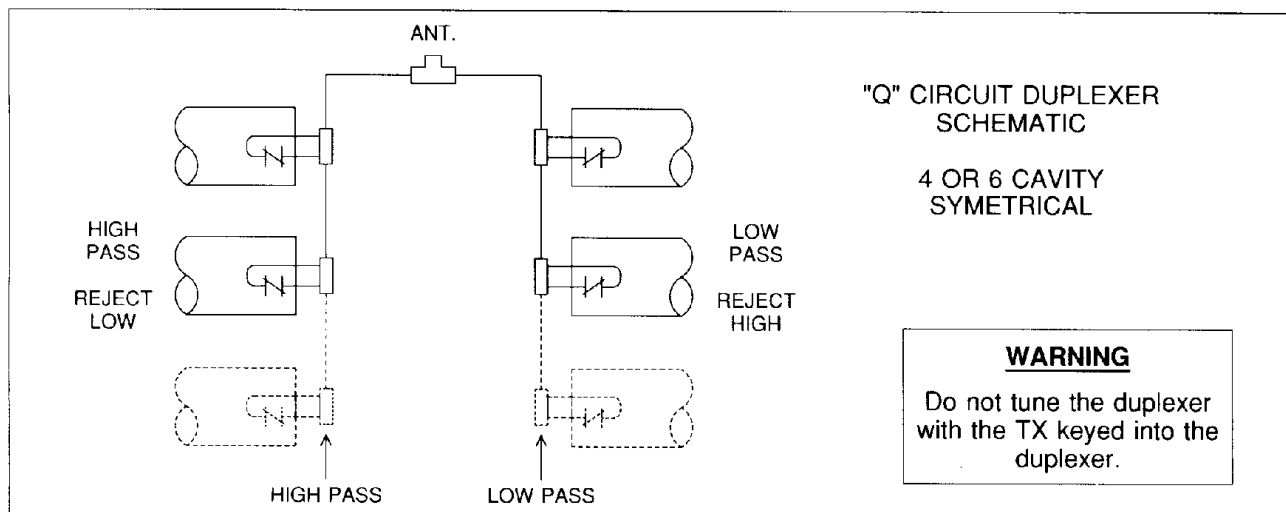 ANT.
"Q" CIRCUIT DUPLEXER
SCHEMATIC
4 OR 6 CAVITY
SYMETRICAL
HIGH
PASS
REJECT
LOW
LOW
PASS
REJECT
HIGH
WARNING
Do not tune the duplexer
with the TX keyed into the
duplexer.
HIGH PASS
LOW PASS